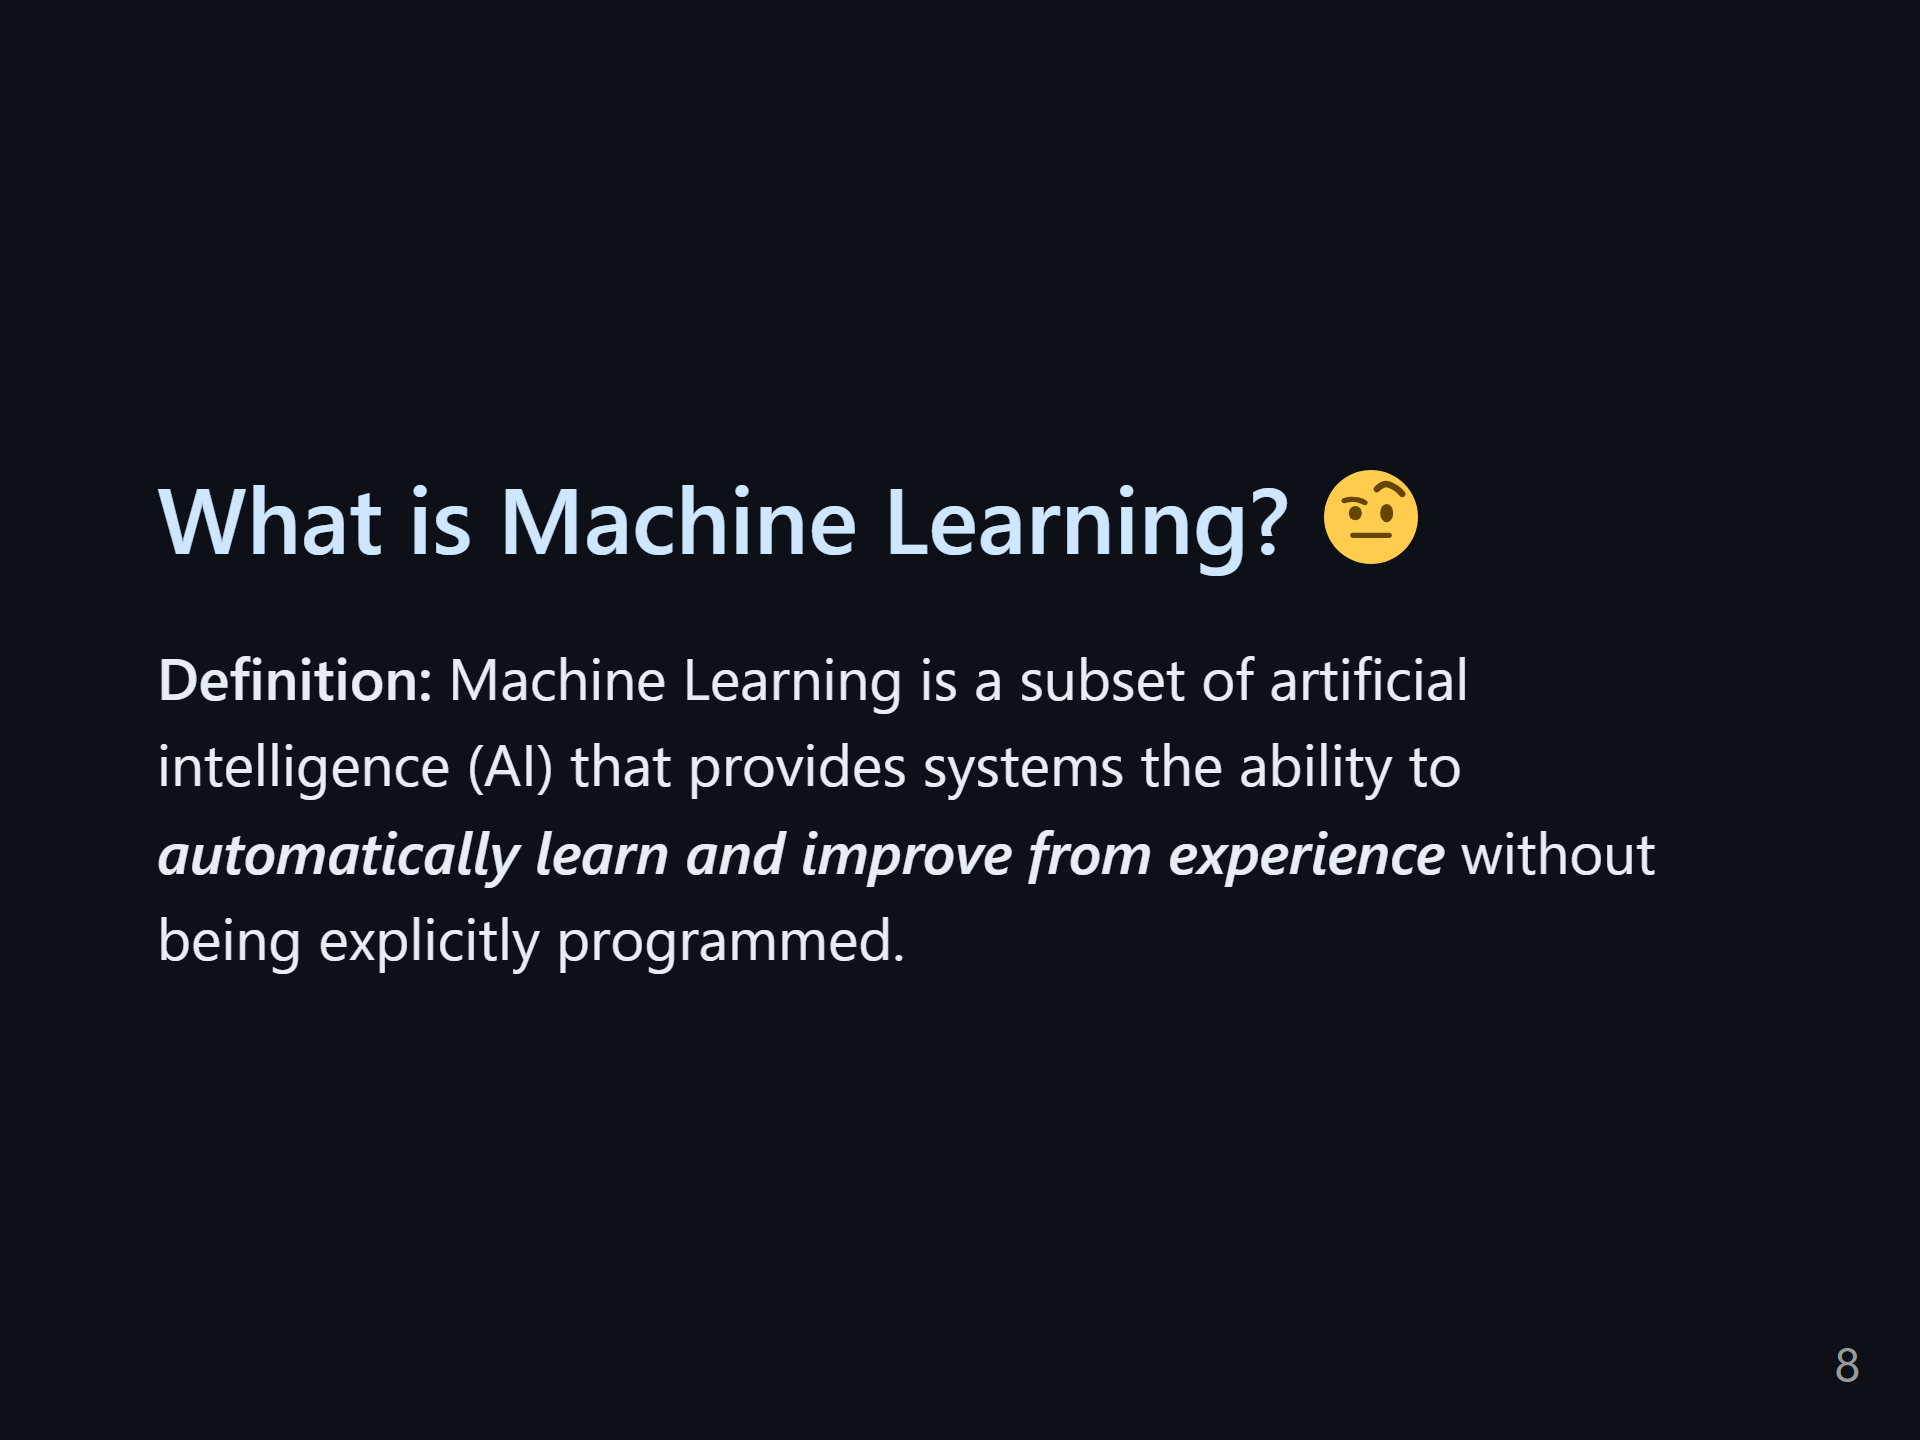 What is Machine Learning? 🤨
Definition: Machine Learning is a subset of artificial
intelligence (AI) that provides systems the ability to
automatically learn and improve from experience without
being explicitly programmed.
8